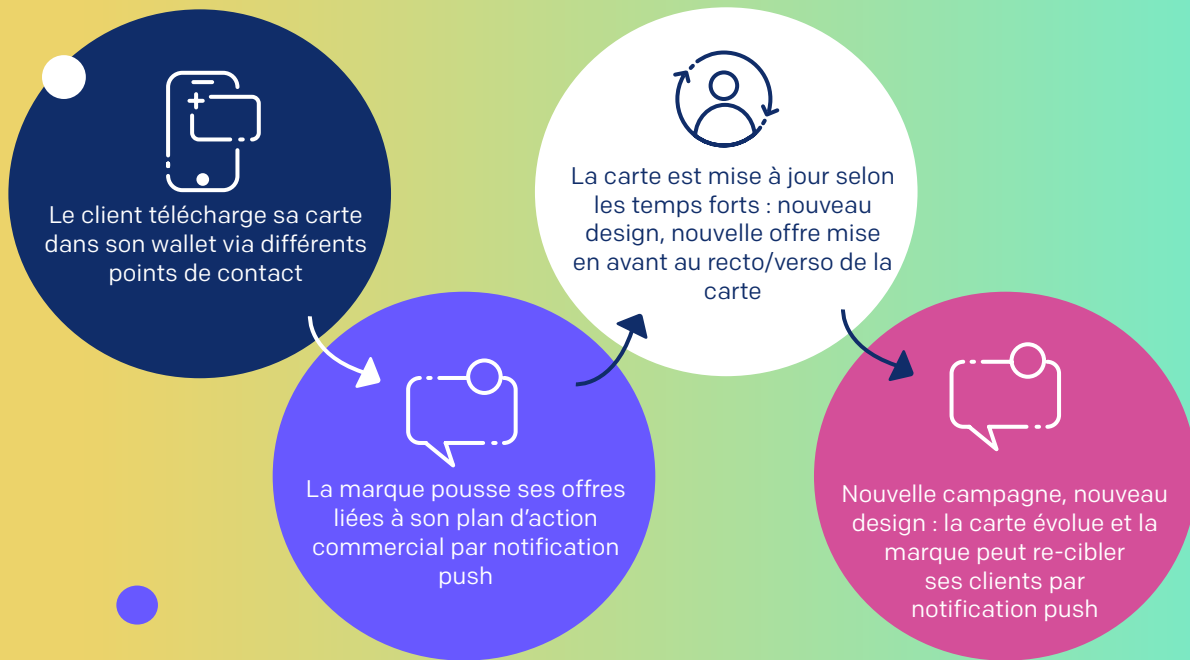 Le client télécharge sa carte
dans son wallet via différents
points de contact
La marque pousse ses offres
liées à son plan d’action
commercial par notification
push
La carte est mise à jour selon
les temps forts : nouveau
design, nouvelle offre mise
en avant au recto/verso de la
carte
Nouvelle campagne, nouveau
design : la carte évolue et la
marque peut re-cibler
ses clients par
notification push